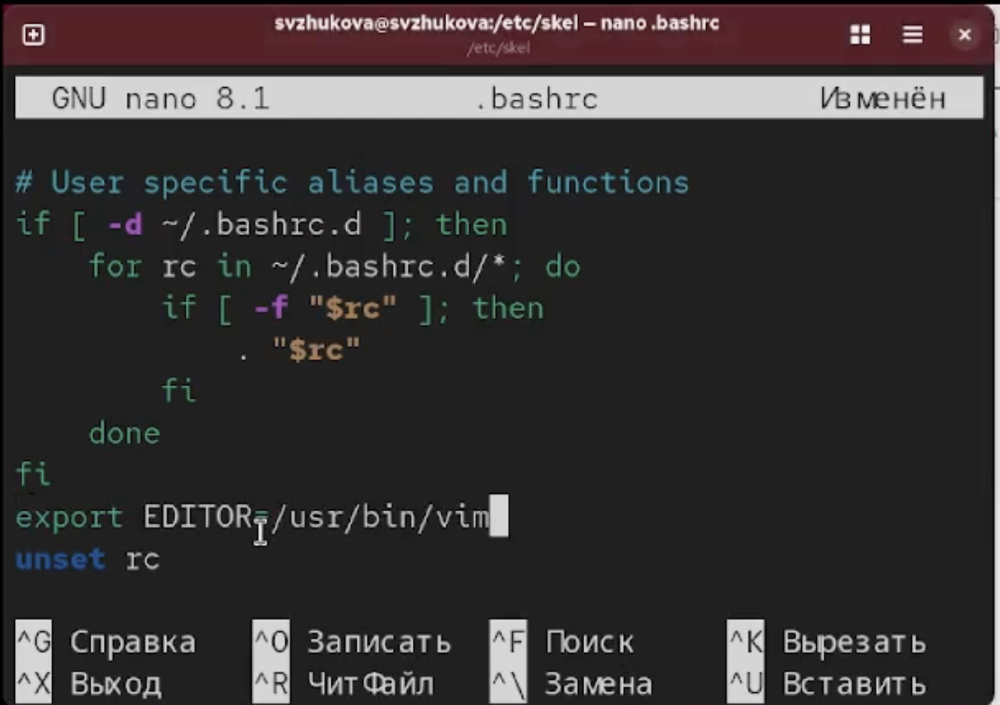 svzhukova@svzhukova:/etc/skel — nano .bashrc
/etc/skel
GNU nano 8.1 .bashrc Изменён
# User specific aliases and functions
if [ -d ~/.bashrc.d ]; then
    for rc in ~/.bashrc.d/*; do
        if [ -f "$rc" ]; then
            . "$rc"
        fi
    done
fi
export EDITOR=/usr/bin/vim
unset rc
^G Справка ^O Записать ^F Поиск ^K Вырезать
^X Выход ^R ЧитФайл ^\ Замена ^U Вставить